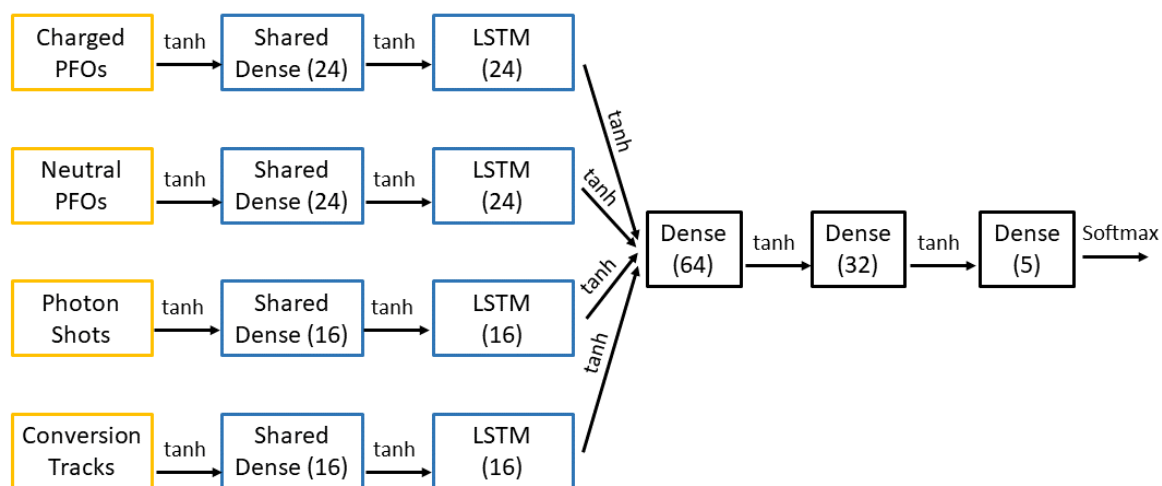 Charged
PFOs
tanh
Shared
Dense (24)
tanh
LSTM
(24)
tanh
Neutral
PFOs
tanh
Shared
Dense (24)
tanh
LSTM
(24)
tanh
Photon
Shots
tanh
Shared
Dense (16)
tanh
LSTM
(16)
tanh
Conversion
Tracks
tanh
Shared
Dense (16)
tanh
LSTM
(16)
tanh
Dense
(64)
tanh
Dense
(32)
tanh
Dense
(5)
Softmax